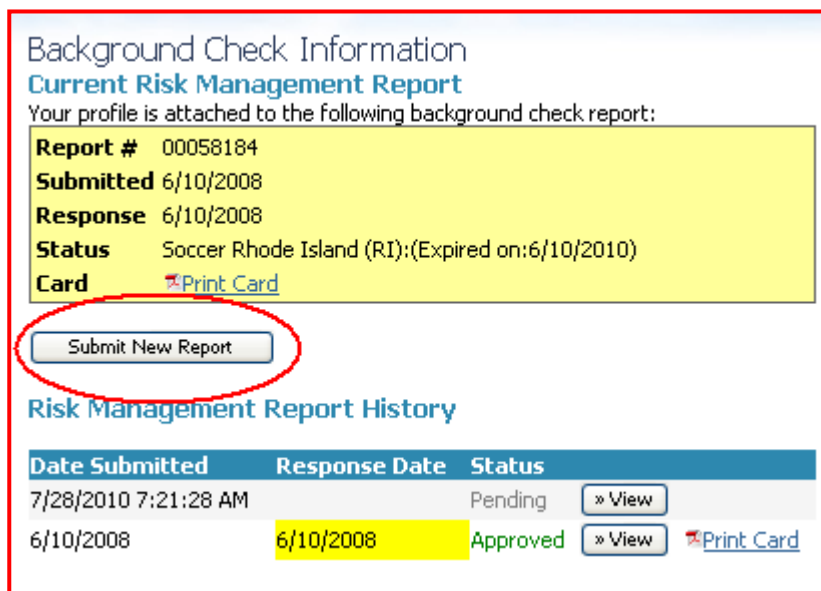 Background Check Information
Current Risk Management Report
Your profile is attached to the following background check report:
Report # 00058184
Submitted 6/10/2008
Response 6/10/2008
Status Soccer Rhode Island (RI):(Expired on:6/10/2010)
Card Print Card
Submit New Report
Risk Management Report History
Date Submitted Response Date Status
7/28/2010 7:21:28 AM Pending » View
6/10/2008 6/10/2008 Approved » View Print Card